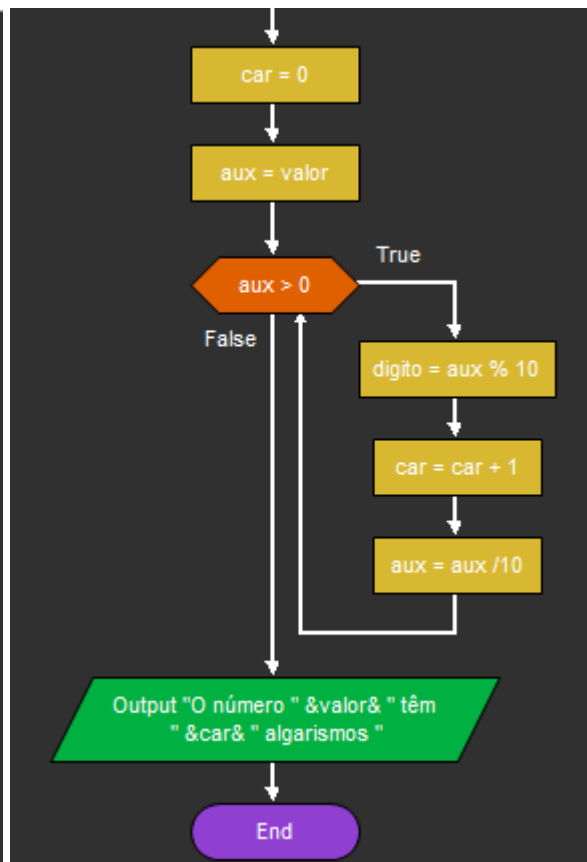 car = 0
aux = valor
aux > 0
True
False
digito = aux % 10
car = car + 1
aux = aux /10
Output "O número " &valor& " têm
" &car& " algarismos "
End